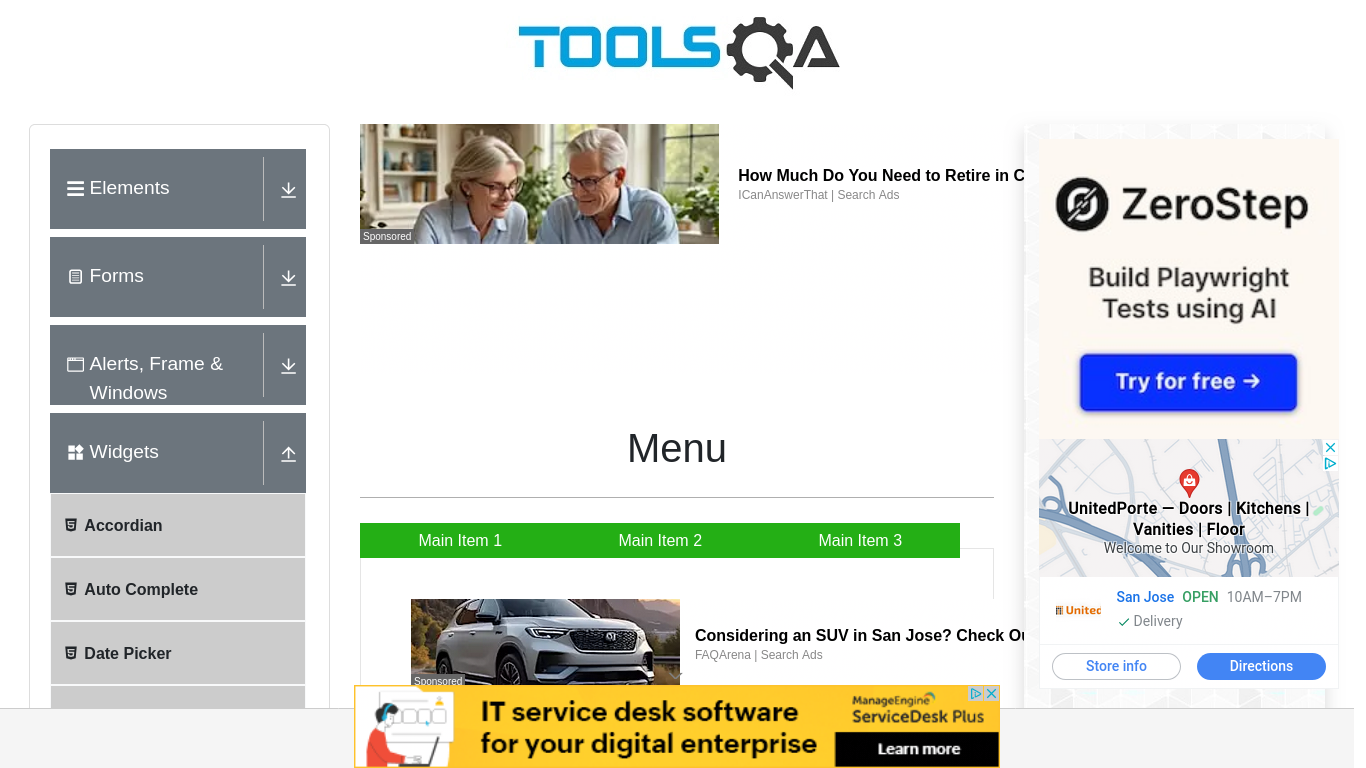 TOOLSQA
Elements
Forms
Alerts, Frame &
Windows
Widgets
Accordian
Auto Complete
Date Picker
Sponsored
How Much Do You Need to Retire in C
ICanAnswerThat | Search Ads
Menu
Main Item 1
Main Item 2
Main Item 3
Sponsored
Considering an SUV in San Jose? Check Ou
FAQArena | Search Ads
ZeroStep
Build Playwright
Tests using AI
Try for free →
UnitedPorte — Doors | Kitchens |
Vanities | Floor
Welcome to Our Showroom
United
San Jose OPEN 10AM–7PM
Delivery
Store info
Directions
IT service desk software
for your digital enterprise
ManageEngine
ServiceDesk Plus
Learn more